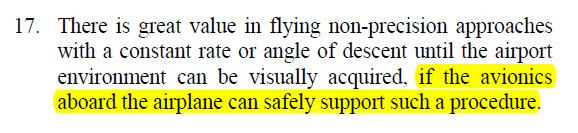 17. There is great value in flying non-precision approaches
with a constant rate or angle of descent until the airport
environment can be visually acquired, if the avionics
aboard the airplane can safely support such a procedure.